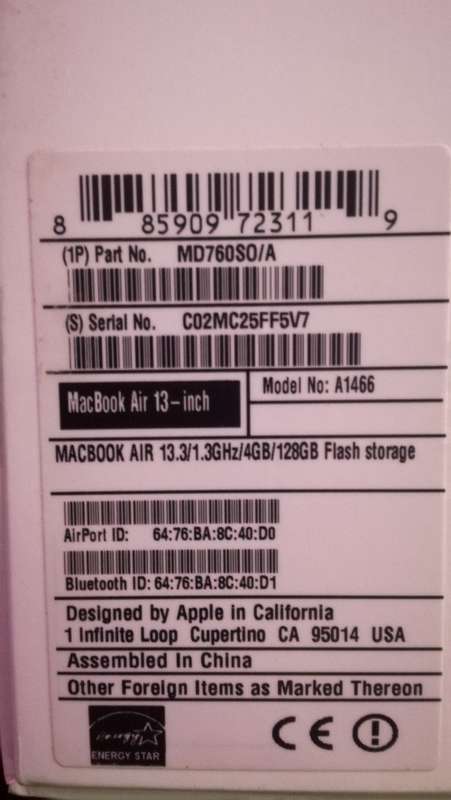 8 85909 72311 9
(1P) Part No. MD760SO/A
(S) Serial No. C02MC25FF5V7
MacBook Air 13-inch
Model No: A1466
MACBOOK AIR 13.3/1.3GHz/4GB/128GB Flash storage
AirPort ID: 64:76:BA:8C:40:D0
Bluetooth ID: 64:76:BA:8C:40:D1
Designed by Apple in California
1 Infinite Loop Cupertino CA 95014 USA
Assembled In China
Other Foreign Items as Marked Thereon
ENERGY STAR
CE